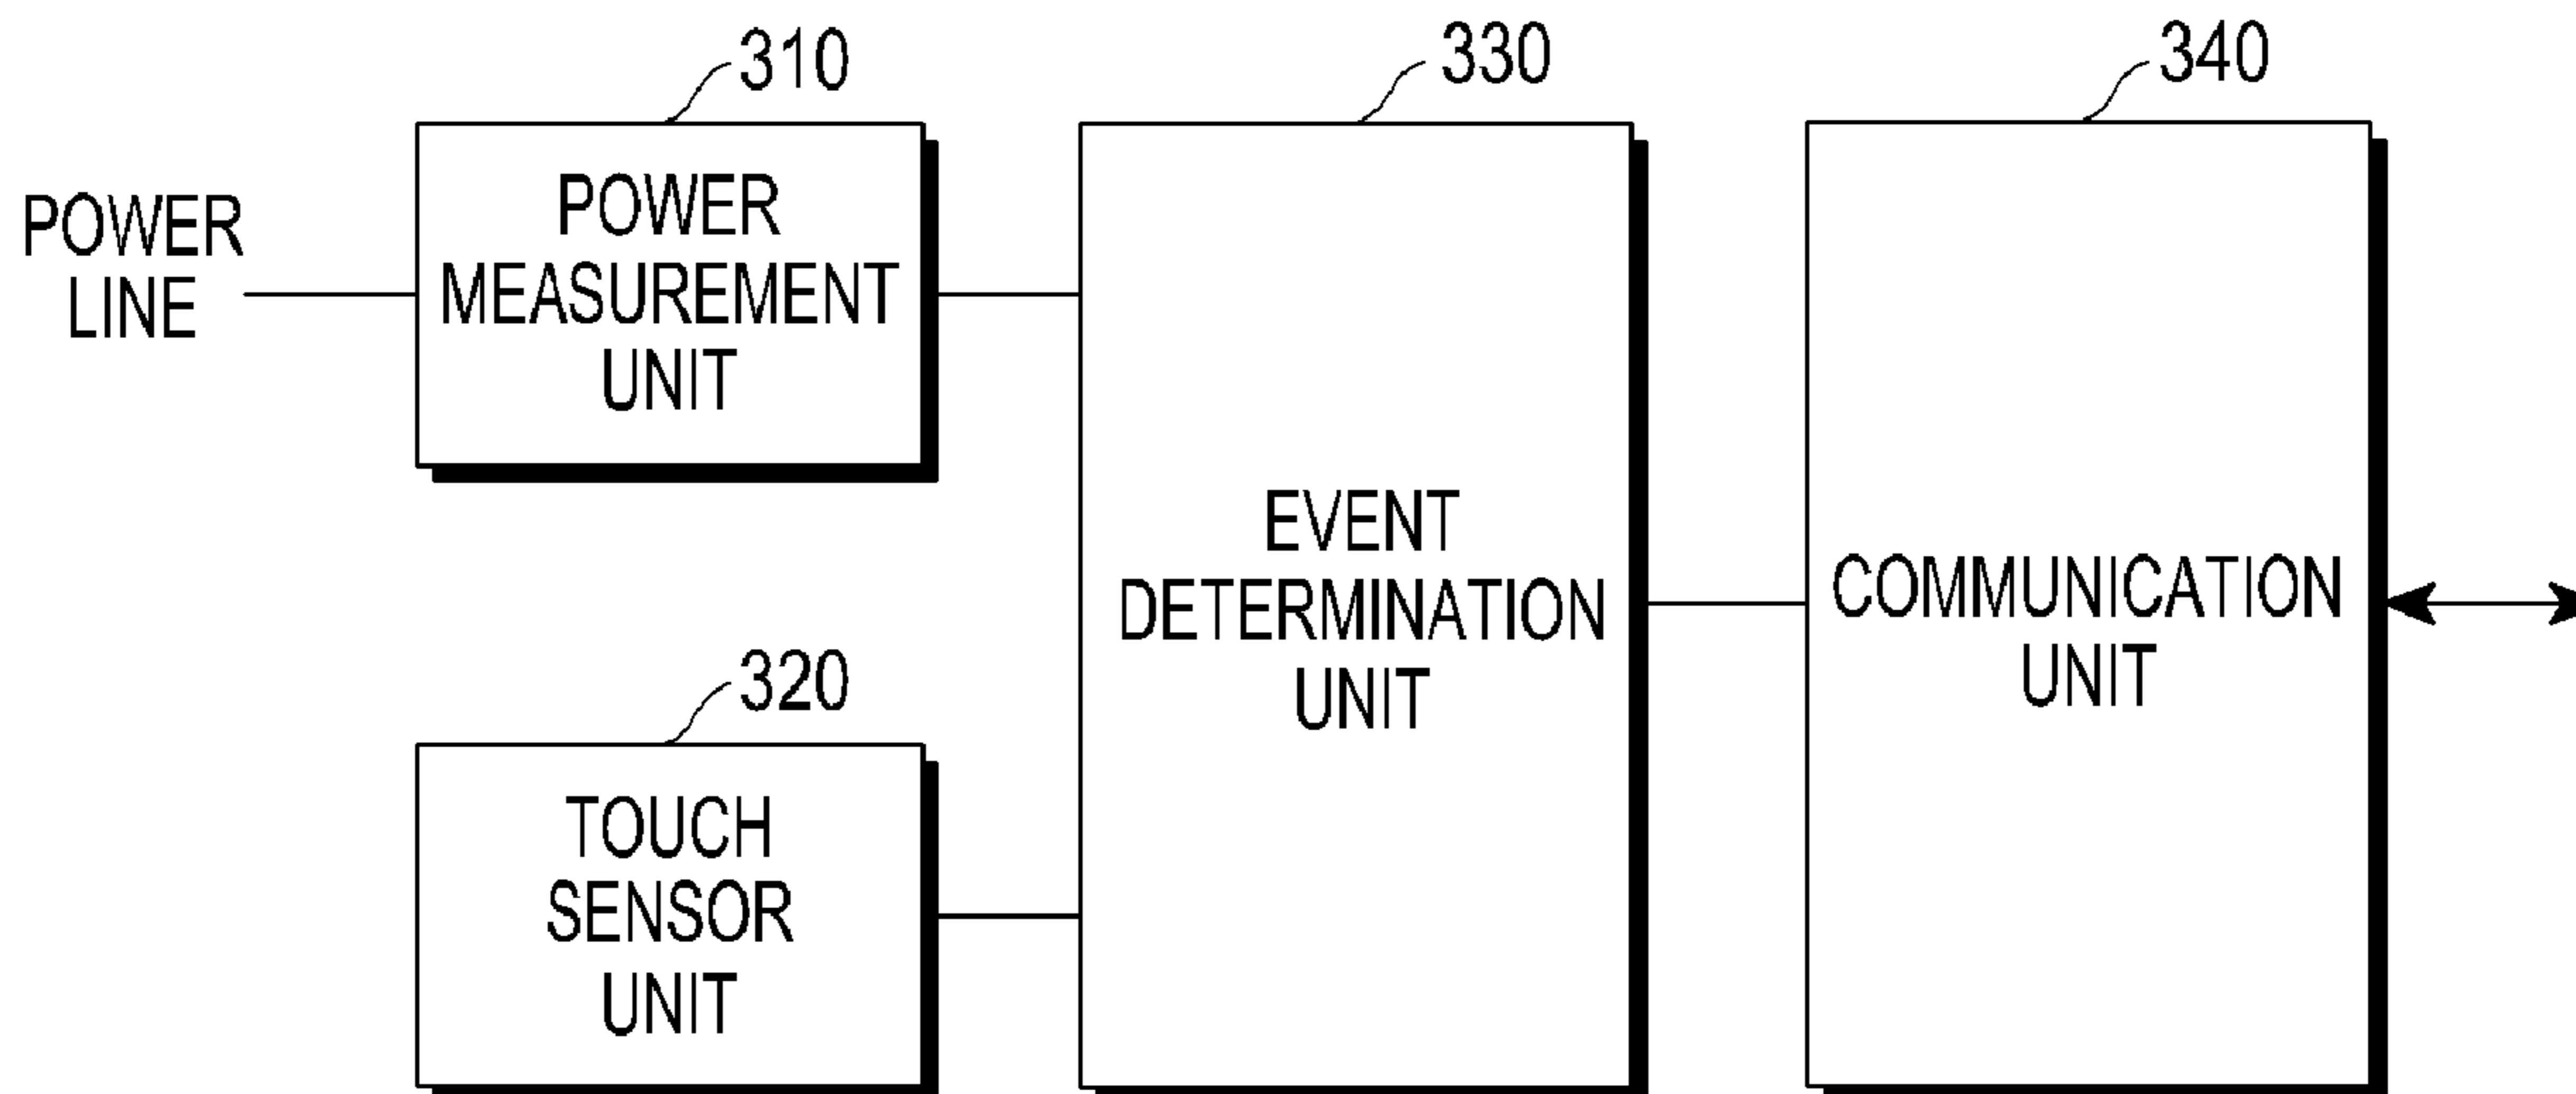 310
330
340
POWER
LINE
POWER
MEASUREMENT
UNIT
EVENT
DETERMINATION
UNIT
COMMUNICATION
UNIT
320
TOUCH
SENSOR
UNIT